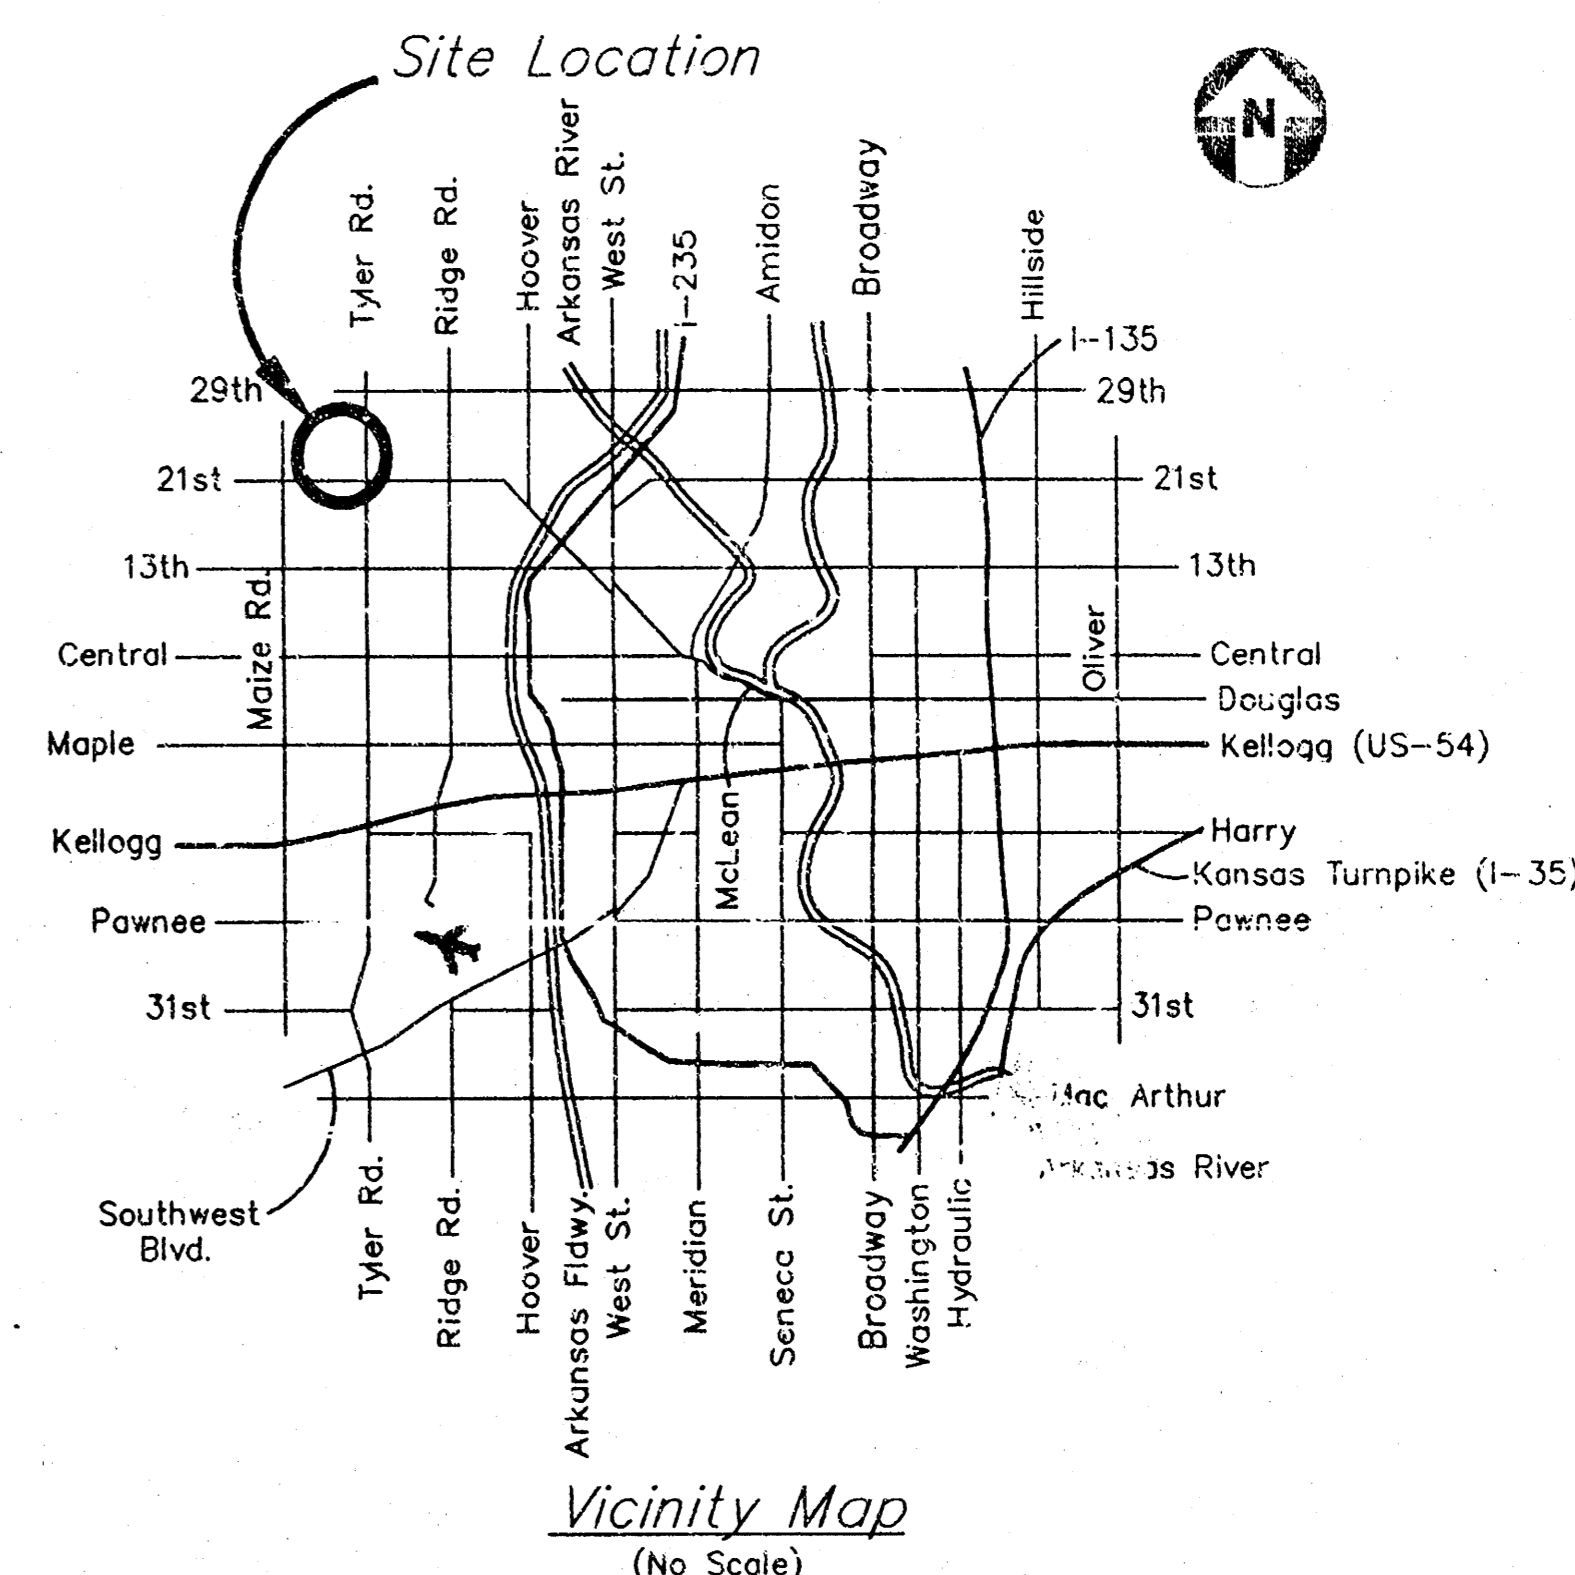 Site Location
N
Tyler Rd.
Ridge Rd.
Hoover
Arkansas River
West St.
i-235
Amidon
Broadway
Hillside
I-135
29th
29th
21st
21st
13th
13th
Maize Rd.
Oliver
Central
Central
Douglas
Maple
Kellogg (US-54)
Kellogg
McLean
Harry
Kansas Turnpike (I-35)
Pawnee
Pawnee
31st
31st
Mac Arthur
Arkansas River
Southwest
Blvd.
Tyler Rd.
Ridge Rd.
Hoover
Arkansas Fldwy.
West St.
Meridian
Seneca St.
Broadway
Washington
Hydraulic
Vicinity Map
(No Scale)